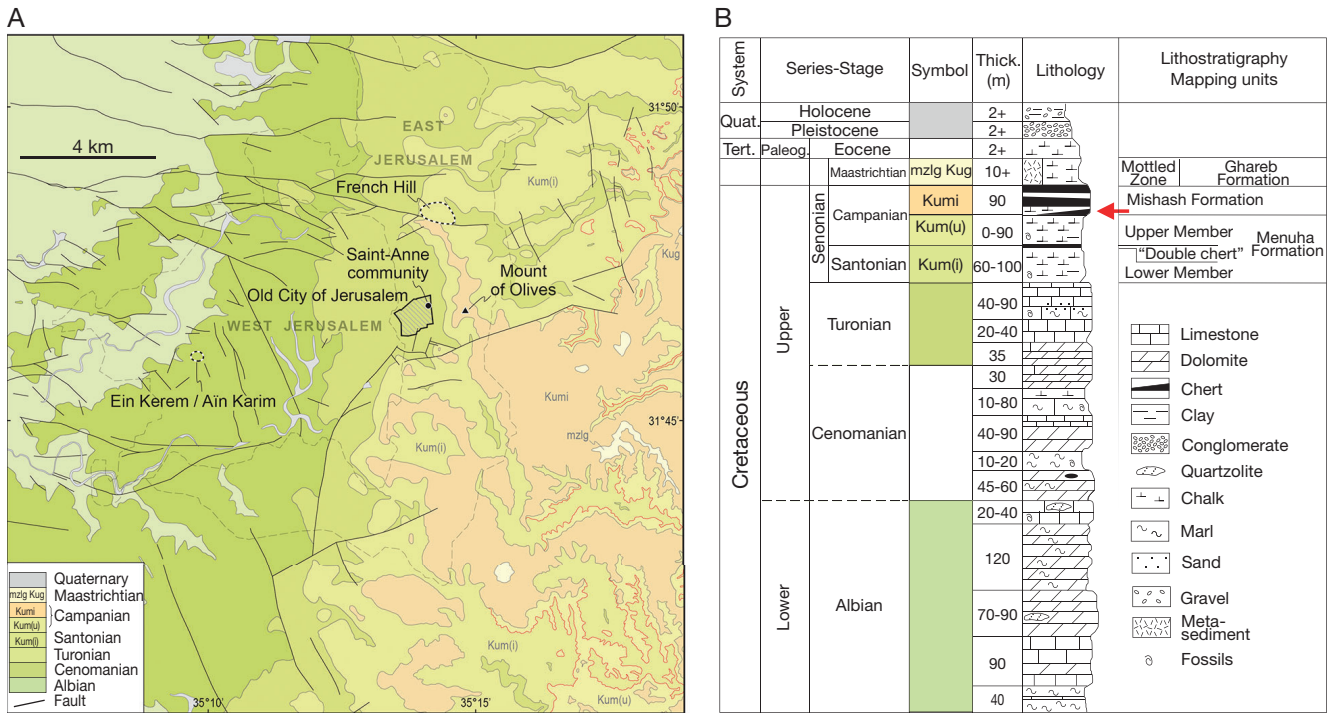 A
31°50'
EAST
JERUSALEM
4 km
French Hill
Kum(i)
Kug
Saint-Anne
community
Mount
of Olives
Old City of Jerusalem
WEST JERUSALEM
Ein Kerem / Aïn Karim
Kumi
31°45'
mzlg
Kum(i)
Kum(i)
Kum(u)
35°10'
35°15'
Quaternary
mzlg Kug Maastrichtian
Kumi Campanian
Kum(u)
Kum(i) Santonian
Turonian
Cenomanian
Albian
Fault
B
System Series-Stage Symbol Thick. (m) Lithology Lithostratigraphy Mapping units
Quat. Holocene 2+
Pleistocene 2+
Tert. Paleog. Eocene 2+
Maastrichtian mzlg Kug 10+ Mottled Zone Ghareb Formation
Cretaceous Upper Senonian Campanian Kumi 90 Mishash Formation
Kum(u) 0-90 Upper Member Menuha Formation
"Double chert"
Santonian Kum(i) 60-100 Lower Member
Turonian 40-90
20-40
35
Cenomanian 30
10-80
40-90
10-20
45-60
Lower Albian 20-40
120
70-90
90
40
Limestone
Dolomite
Chert
Clay
Conglomerate
Quartzolite
Chalk
Marl
Sand
Gravel
Meta-
sediment
Fossils